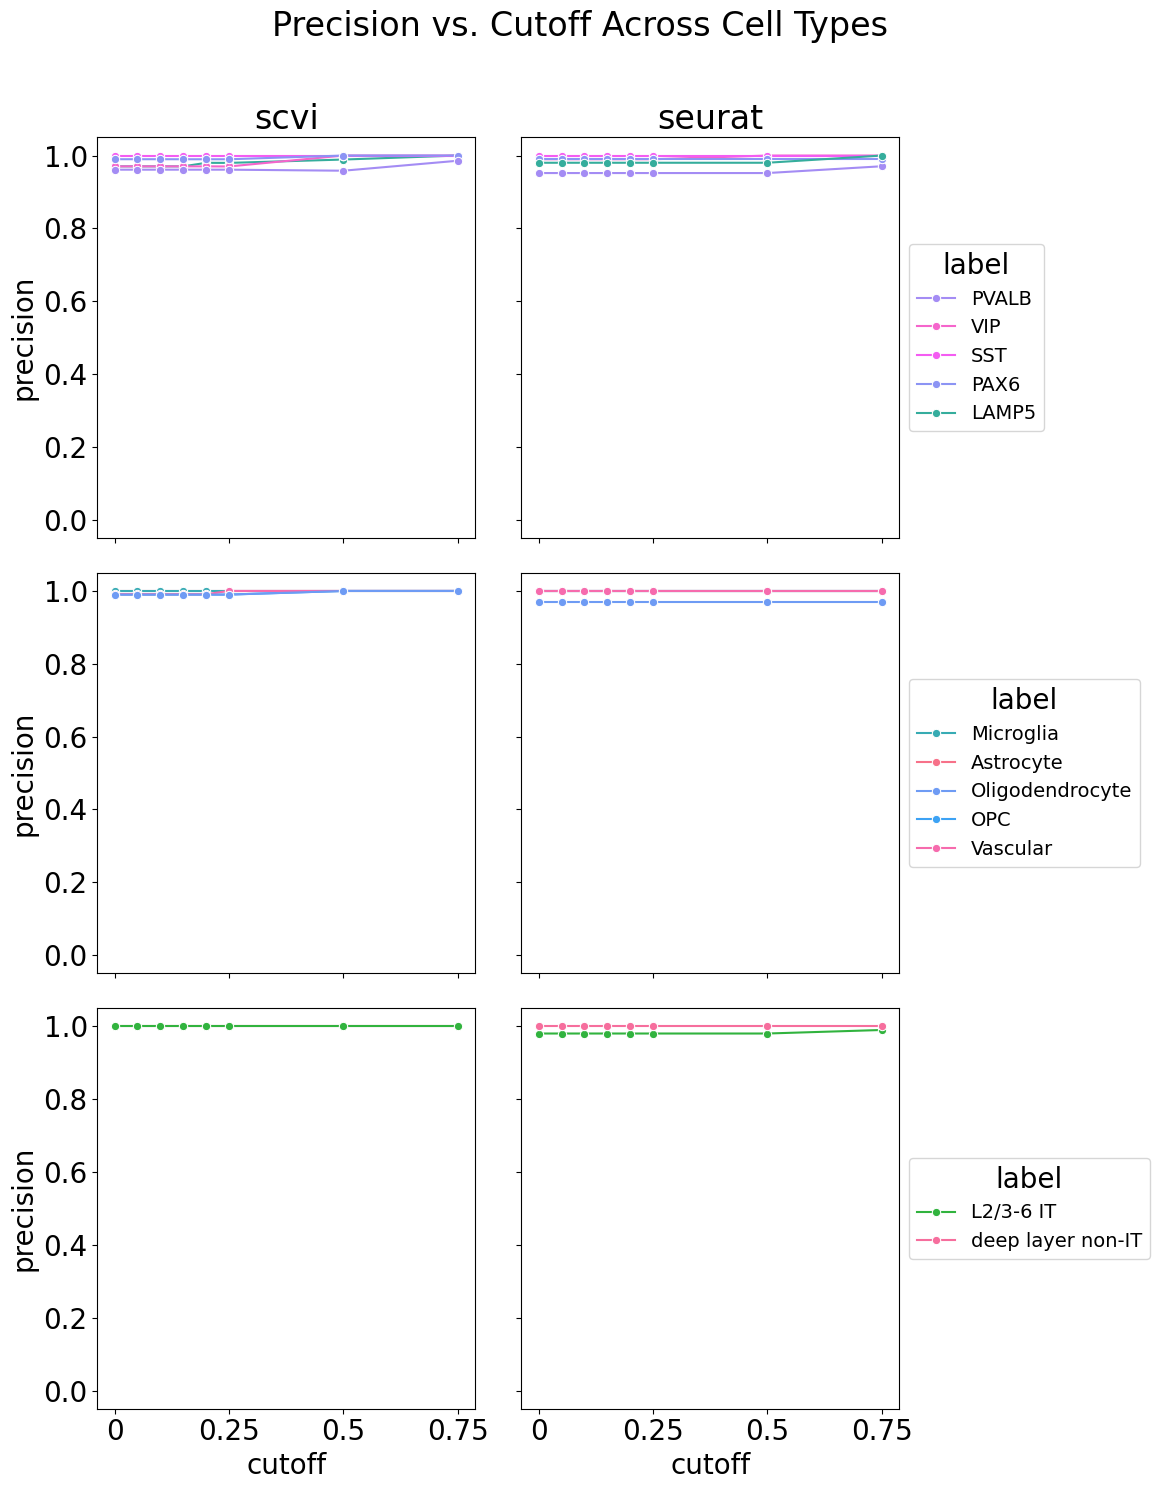 Precision vs. Cutoff Across Cell Types
scvi
seurat
1.0
0.8
0.6
0.4
0.2
0.0
precision
label
PVALB
VIP
SST
PAX6
LAMP5
1.0
0.8
0.6
0.4
0.2
0.0
precision
label
Microglia
Astrocyte
Oligodendrocyte
OPC
Vascular
1.0
0.8
0.6
0.4
0.2
0.0
precision
label
L2/3-6 IT
deep layer non-IT
0 0.25 0.5 0.75
cutoff
0 0.25 0.5 0.75
cutoff